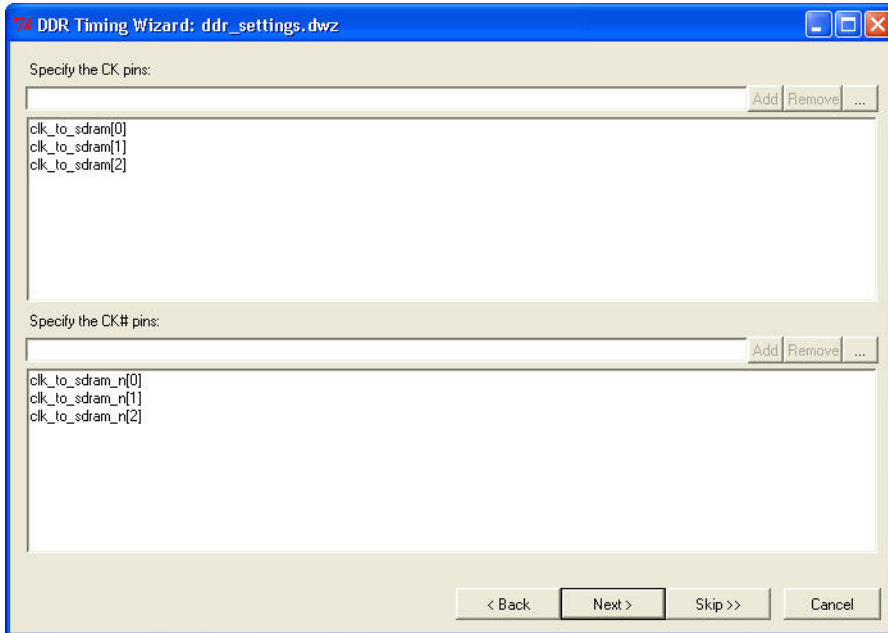 DDR Timing Wizard: ddr_settings.dwz
Specify the CK pins:
Add Remove ...
clk_to_sdram[0]
clk_to_sdram[1]
clk_to_sdram[2]
Specify the CK# pins:
Add Remove ...
clk_to_sdram_n[0]
clk_to_sdram_n[1]
clk_to_sdram_n[2]
< Back Next > Skip >> Cancel